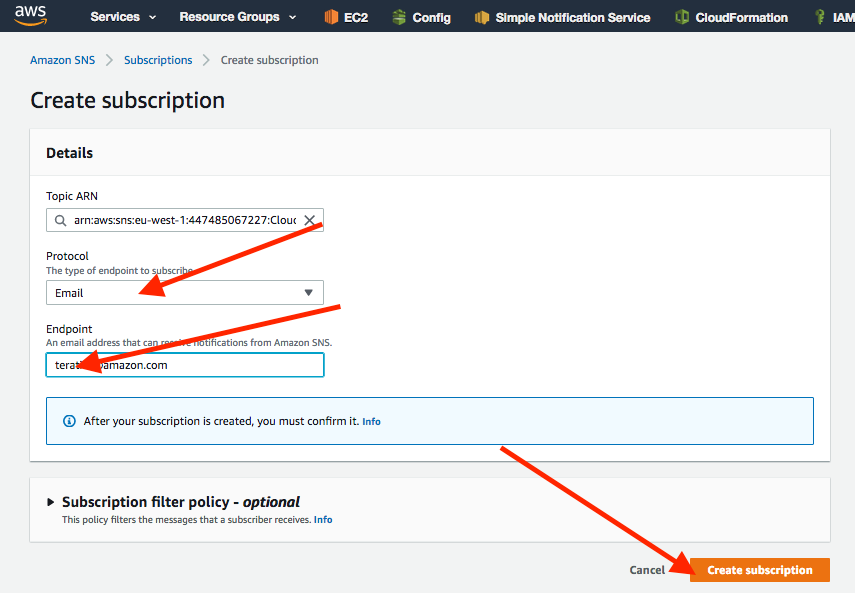 aws Services Resource Groups EC2 Config Simple Notification Service CloudFormation IAM
Amazon SNS Subscriptions Create subscription
Create subscription
Details
Topic ARN
arn:aws:sns:eu-west-1:447485067227:Cloud
Protocol
The type of endpoint to subscribe
Email
Endpoint
An email address that can receive notifications from Amazon SNS.
amazon.com
After your subscription is created, you must confirm it. Info
Subscription filter policy - optional
This policy filters the messages that a subscriber receives. Info
Cancel Create subscription